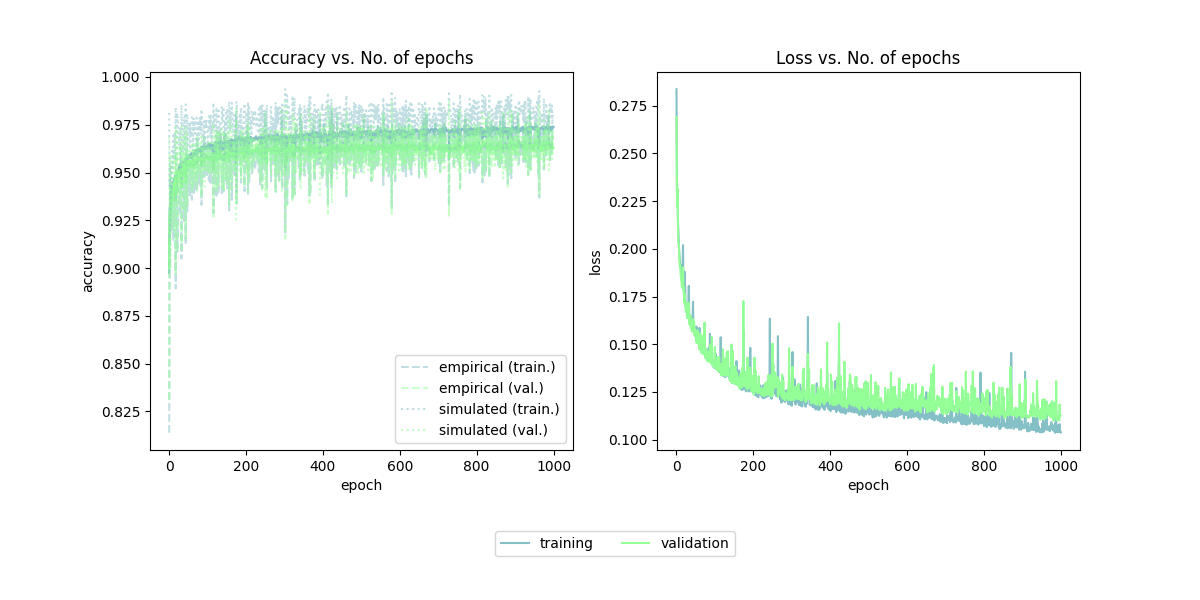 Accuracy vs. No. of epochs
1.000
0.975
0.950
0.925
0.900
0.875
0.850
0.825
accuracy
0
200
400
600
800
1000
epoch
empirical (train.)
empirical (val.)
simulated (train.)
simulated (val.)
Loss vs. No. of epochs
0.275
0.250
0.225
0.200
0.175
0.150
0.125
0.100
loss
0
200
400
600
800
1000
epoch
training
validation